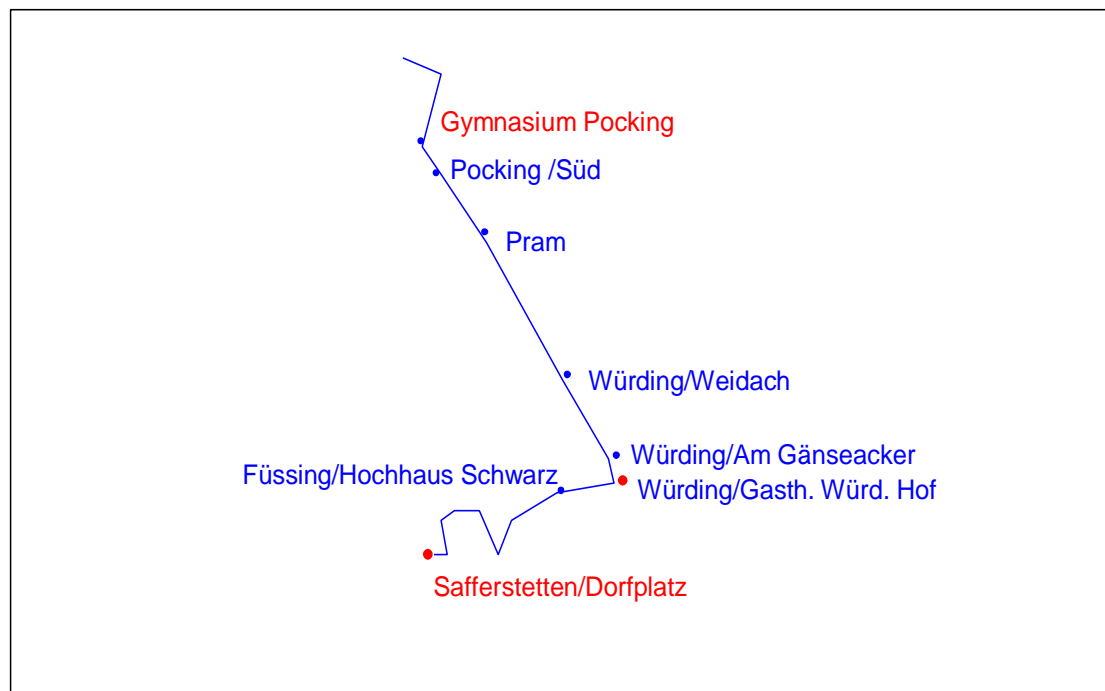 Gymnasium Pocking
Pocking /Süd
Pram
Würding/Weidach
Würding/Am Gänseacker
Füssing/Hochhaus Schwarz
Würding/Gasth. Würd. Hof
Safferstetten/Dorfplatz